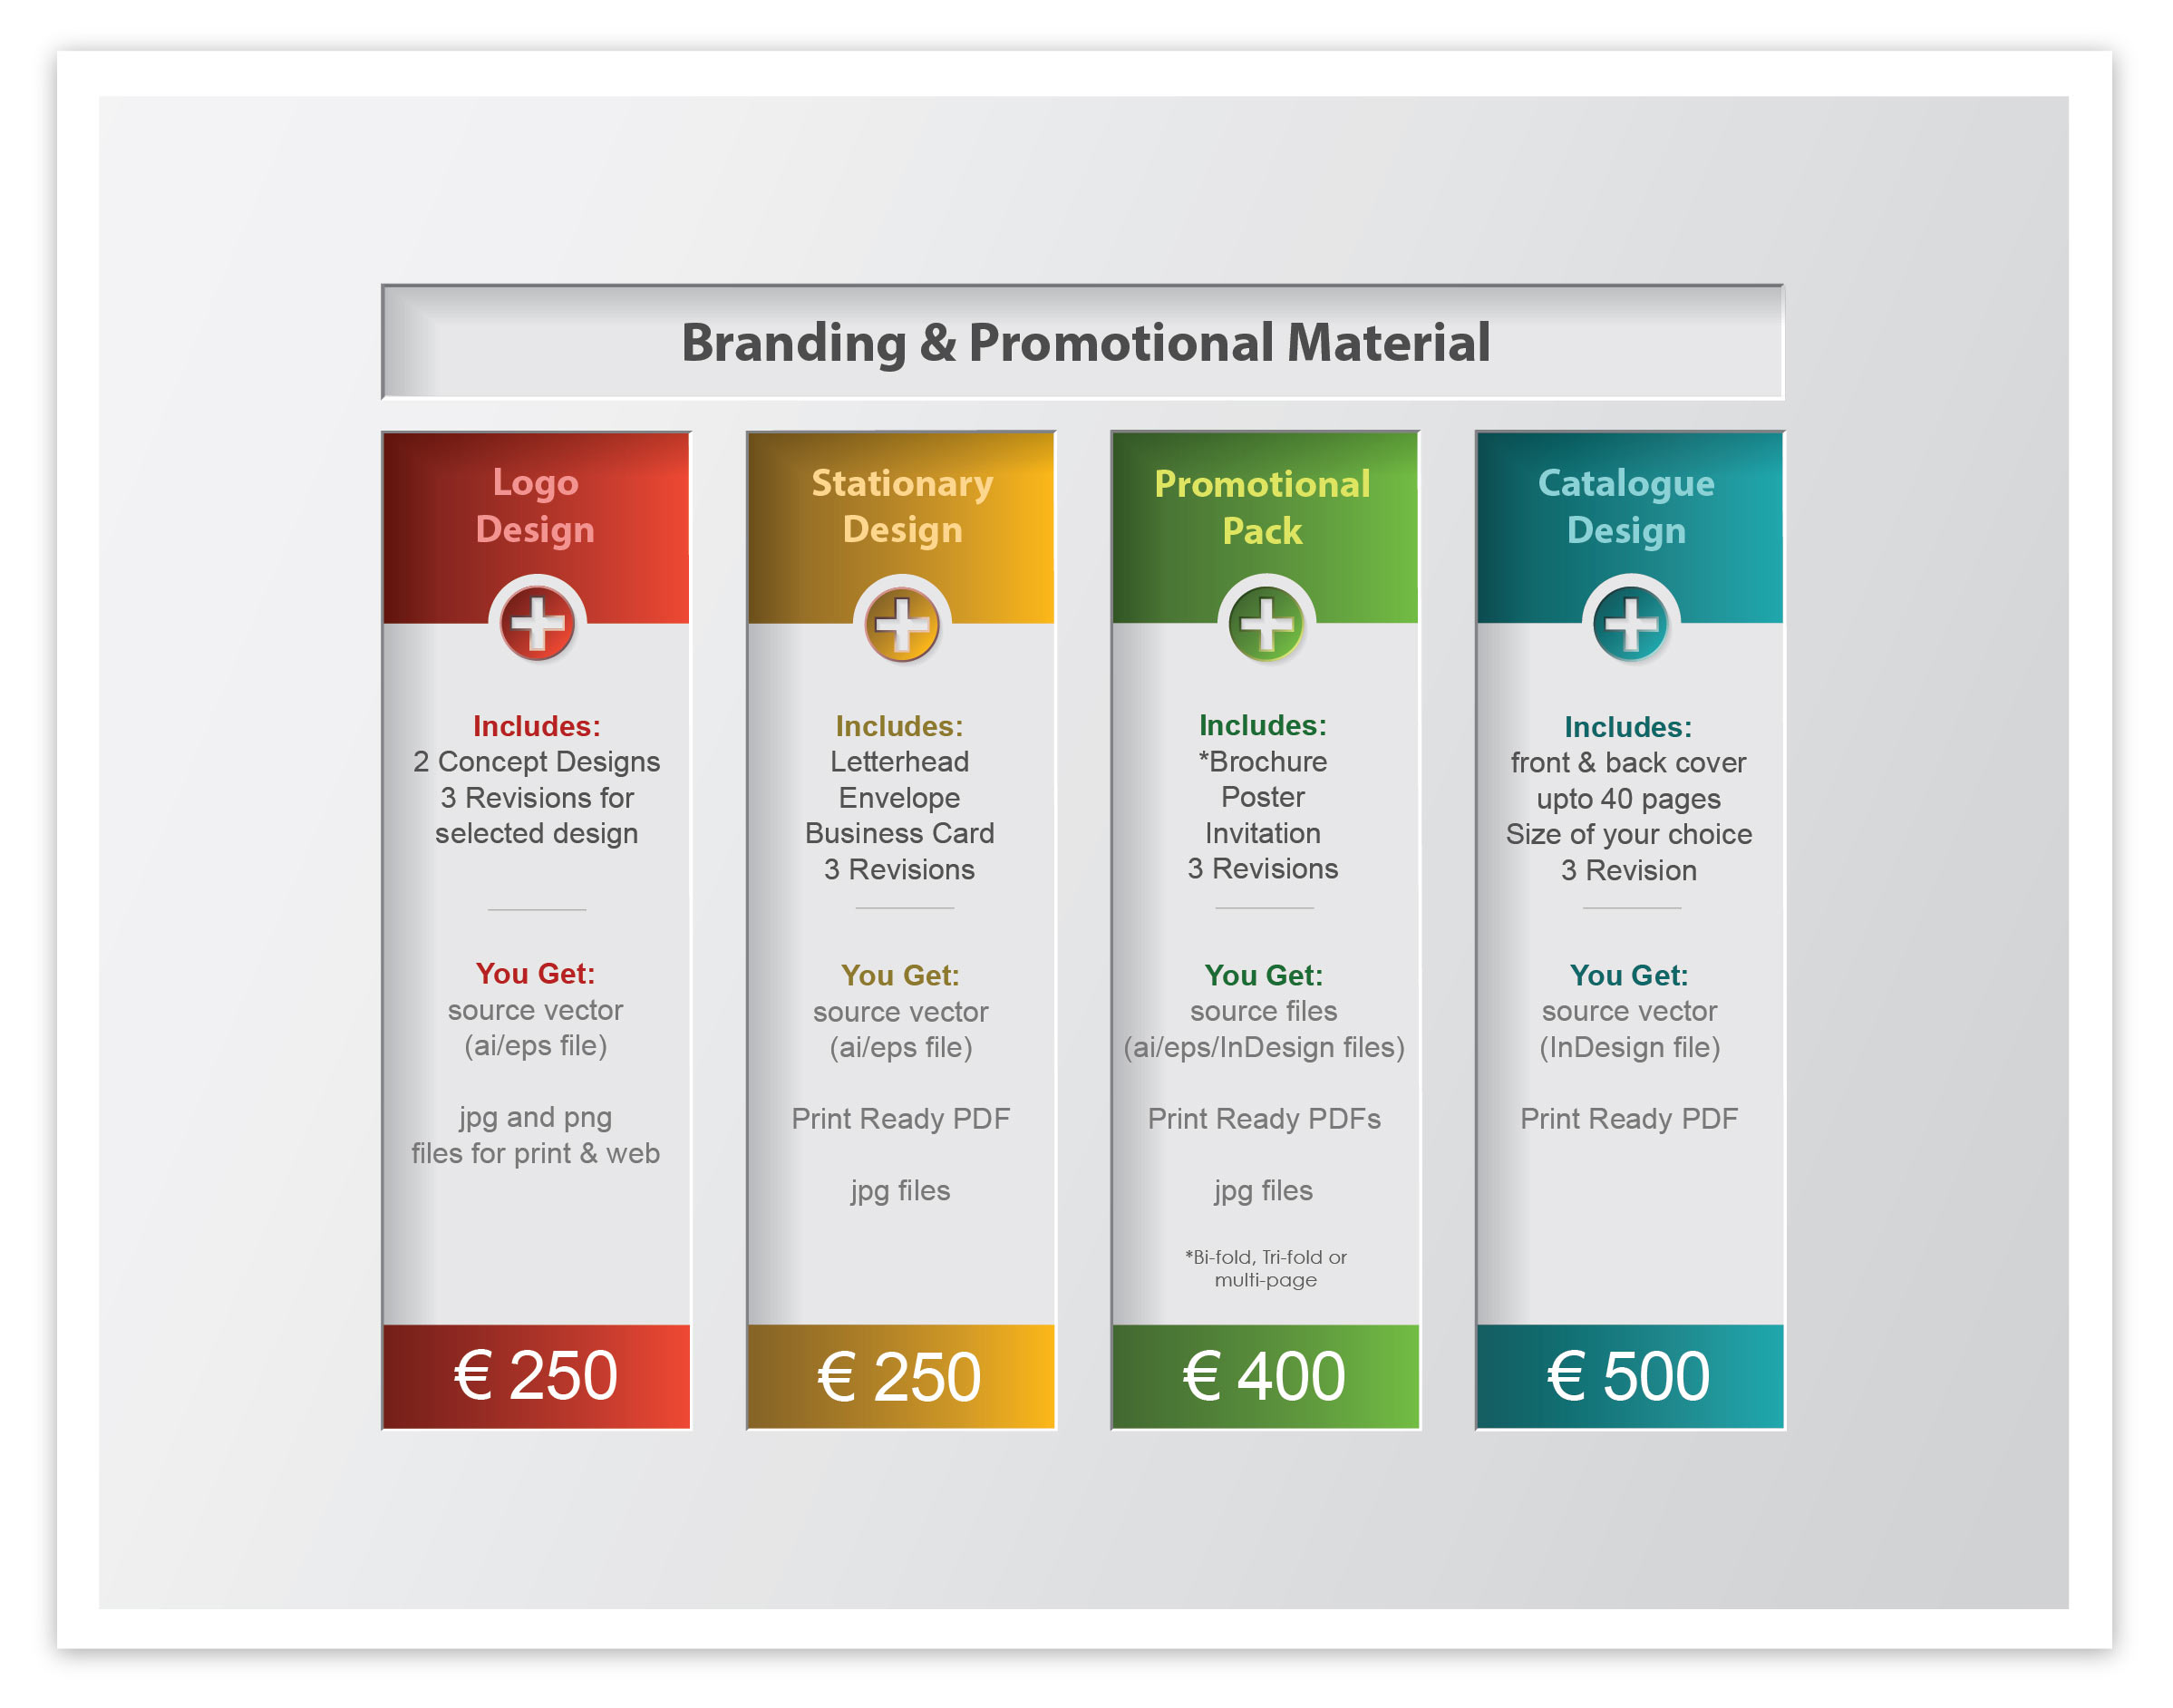 Branding & Promotional Material
Logo
Design
Includes:
2 Concept Designs
3 Revisions for
selected design
You Get:
source vector
(ai/eps file)
jpg and png
files for print & web
€ 250
Stationary
Design
Includes:
Letterhead
Envelope
Business Card
3 Revisions
You Get:
source vector
(ai/eps file)
Print Ready PDF
jpg files
€ 250
Promotional
Pack
Includes:
*Brochure
Poster
Invitation
3 Revisions
You Get:
source files
(ai/eps/InDesign files)
Print Ready PDFs
jpg files
*Bi-fold, Tri-fold or
multi-page
€ 400
Catalogue
Design
Includes:
front & back cover
upto 40 pages
Size of your choice
3 Revision
You Get:
source vector
(InDesign file)
Print Ready PDF
€ 500